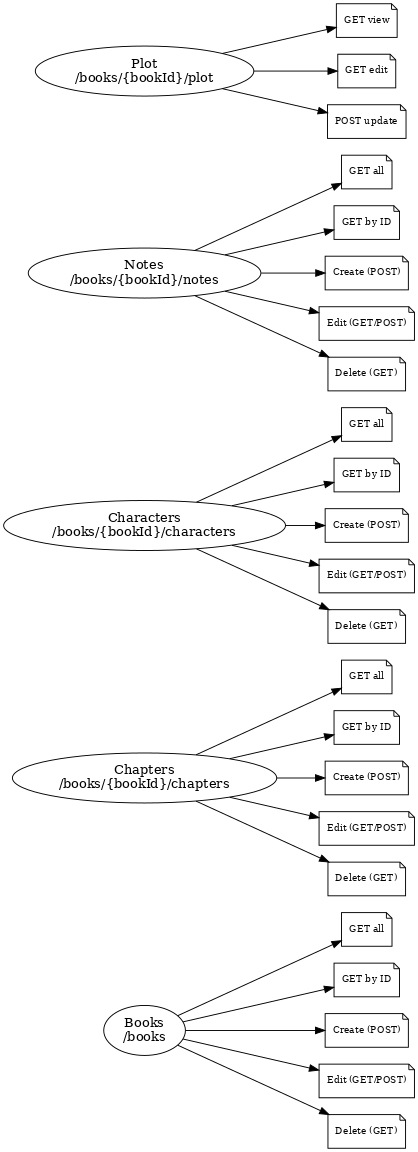 Plot
/books/{bookId}/plot
GET view
GET edit
POST update
Notes
/books/{bookId}/notes
GET all
GET by ID
Create (POST)
Edit (GET/POST)
Delete (GET)
Characters
/books/{bookId}/characters
GET all
GET by ID
Create (POST)
Edit (GET/POST)
Delete (GET)
Chapters
/books/{bookId}/chapters
GET all
GET by ID
Create (POST)
Edit (GET/POST)
Delete (GET)
Books
/books
GET all
GET by ID
Create (POST)
Edit (GET/POST)
Delete (GET)